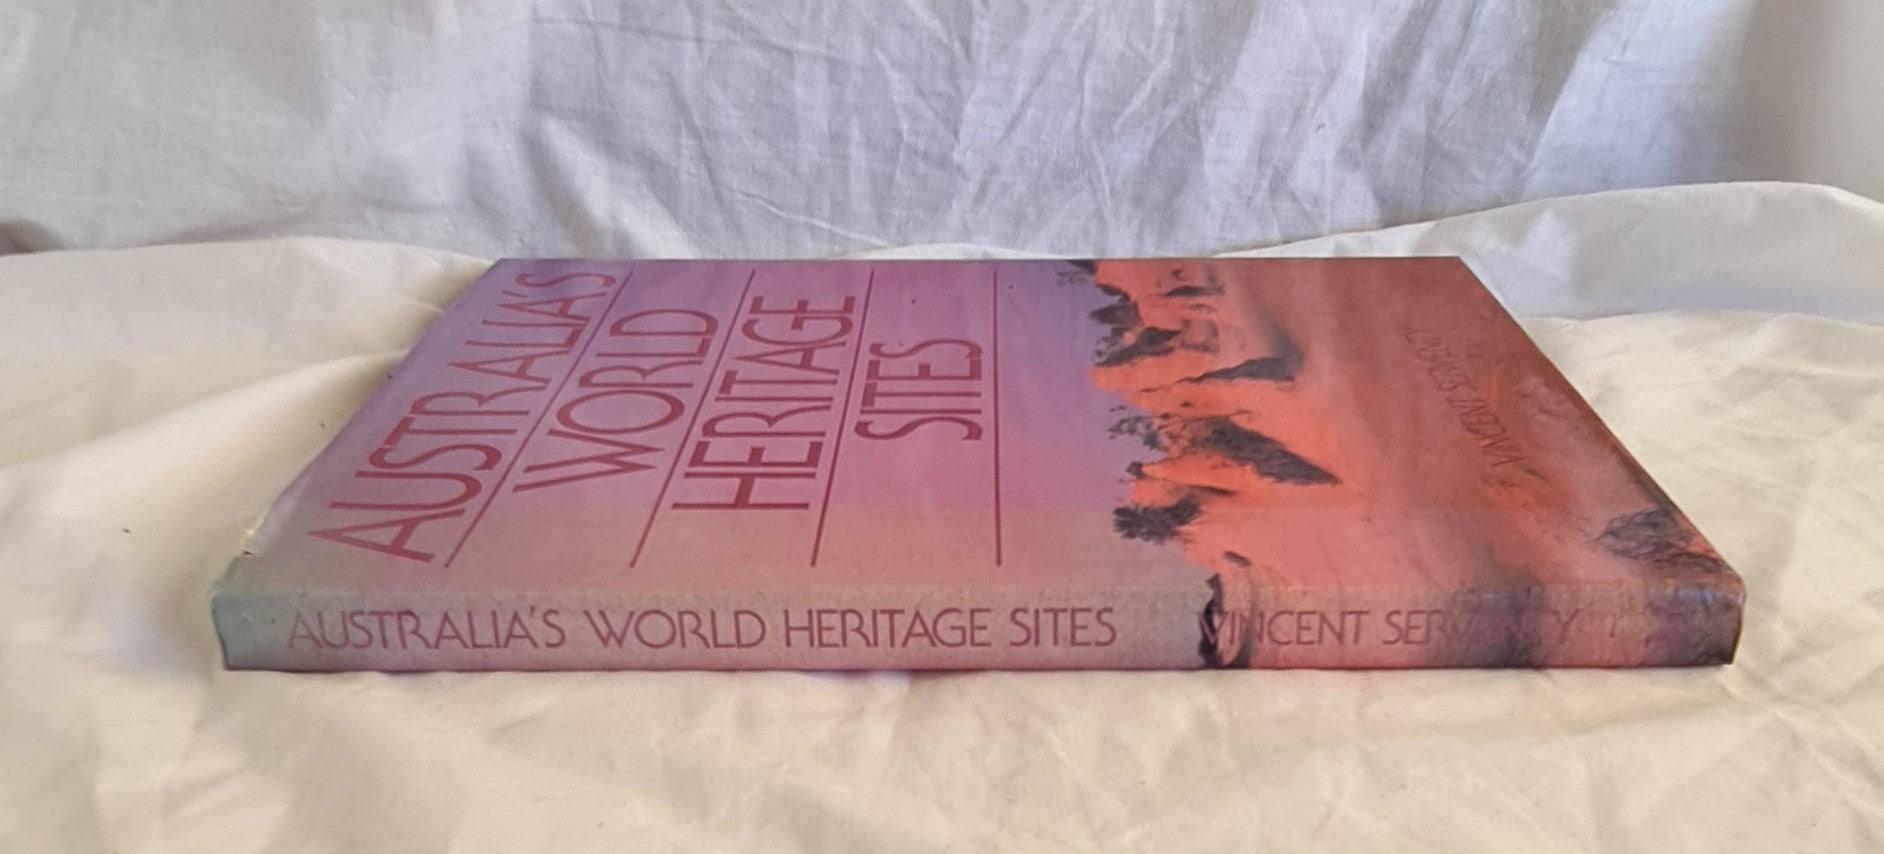 AUSTRALIA'S
WORLD
HERITAGE
SITES
AUSTRALIA'S WORLD HERITAGE SITES VINCENT SERVENTY